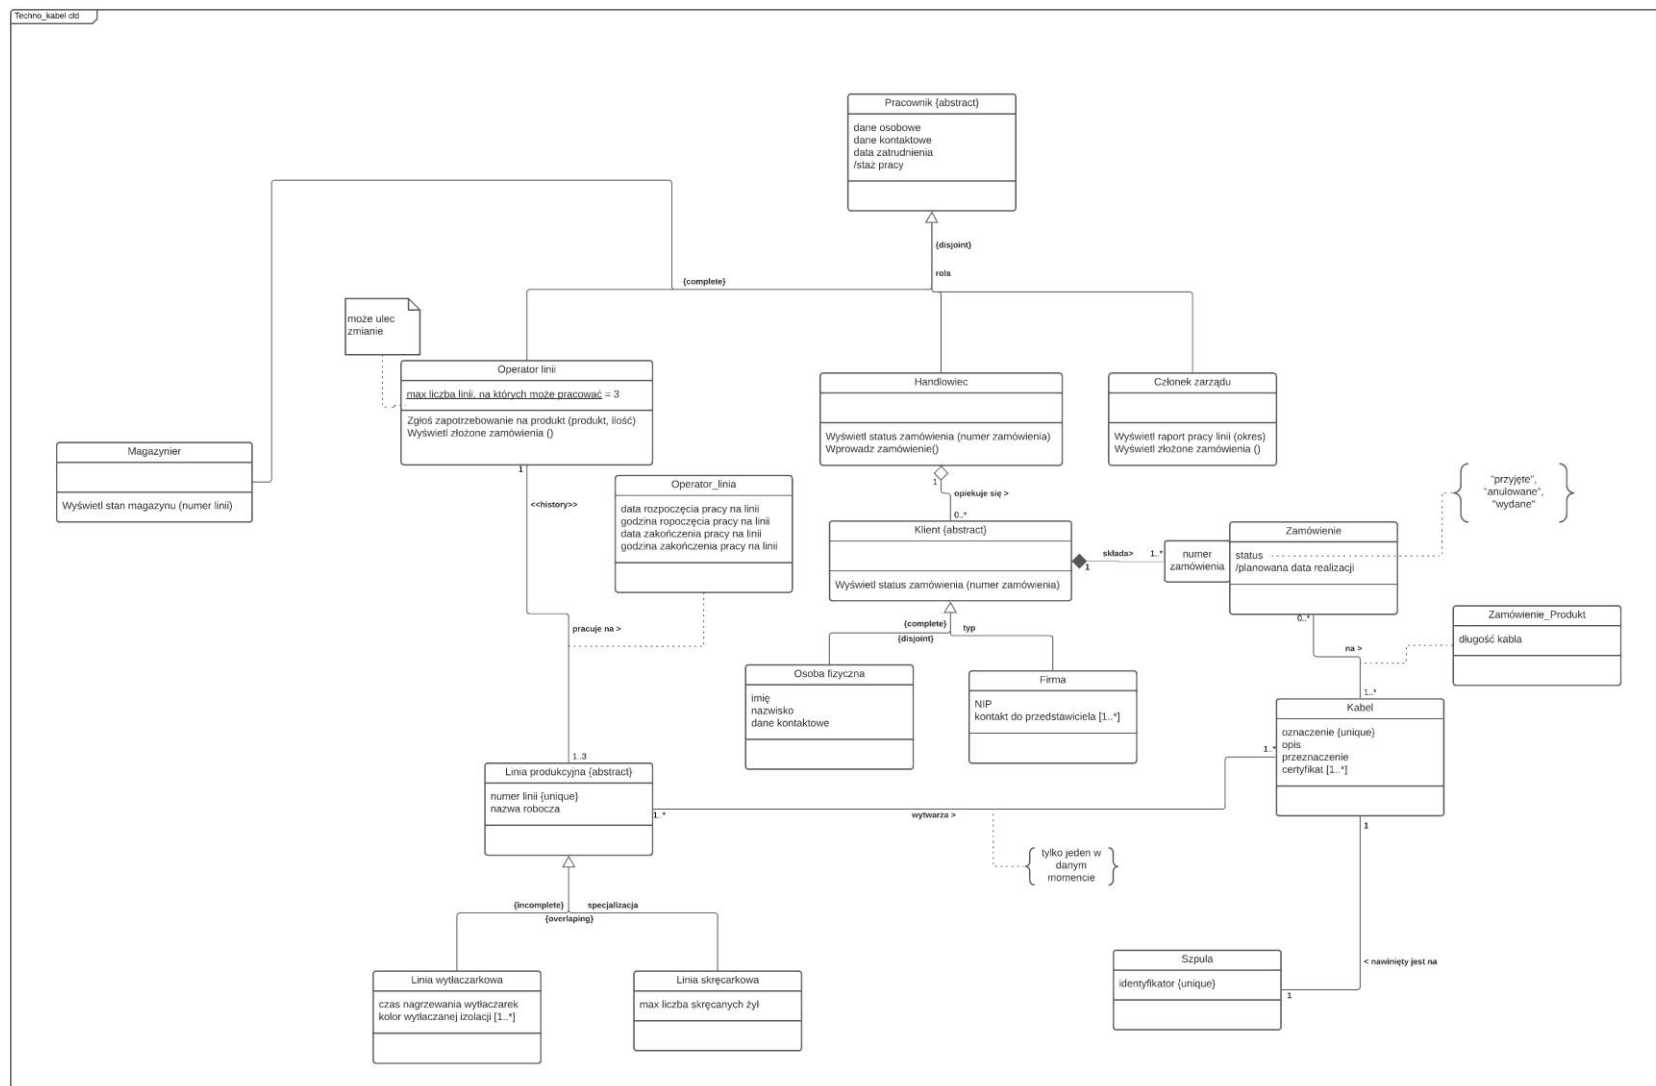 Techno_kabel cld
Pracownik {abstract}
dane osobowe
dane kontaktowe
data zatrudnienia
/staż pracy
{disjoint}
rola
{complete}
może ulec
zmianie
Operator linii
max liczba linii, na których może pracować = 3
Zgłoś zapotrzebowanie na produkt (produkt, ilość)
Wyświetl złożone zamówienia ()
Handlowiec
Wyświetl status zamówienia (numer zamówienia)
Wprowadz zamówienie()
Członek zarządu
Wyświetl raport pracy linii (okres)
Wyświetl złożone zamówienia ()
Magazynier
Wyświetl stan magazynu (numer linii)
1
<<history>>
Operator_linia
data rozpoczęcia pracy na linii
godzina ropoczęcia pracy na linii
data zakończenia pracy na linii
godzina zakończenia pracy na linii
1
opiekuje się >
0..*
"przyjęte",
"anulowane",
"wydane"
Klient {abstract}
Wyświetl status zamówienia (numer zamówienia)
1
składa>
1..*
numer
zamówienia
Zamówienie
status
/planowana data realizacji
0..*
na >
1..*
Zamówienie_Produkt
długość kabla
pracuje na >
1..3
{complete}
{disjoint}
typ
Osoba fizyczna
imię
nazwisko
dane kontaktowe
Firma
NIP
kontakt do przedstawiciela [1..*]
Kabel
oznaczenie {unique}
opis
przeznaczenie
certyfikat [1..*]
1..*
Linia produkcyjna {abstract}
numer linii {unique}
nazwa robocza
1..*
wytwarza >
tylko jeden w
danym
momencie
1
{incomplete}
{overlaping}
specjalizacja
Linia wytłaczarkowa
czas nagrzewania wytłaczarek
kolor wytłaczanej izolacji [1..*]
Linia skręcarkowa
max liczba skręcanych żył
Szpula
identyfikator {unique}
1
< nawinięty jest na